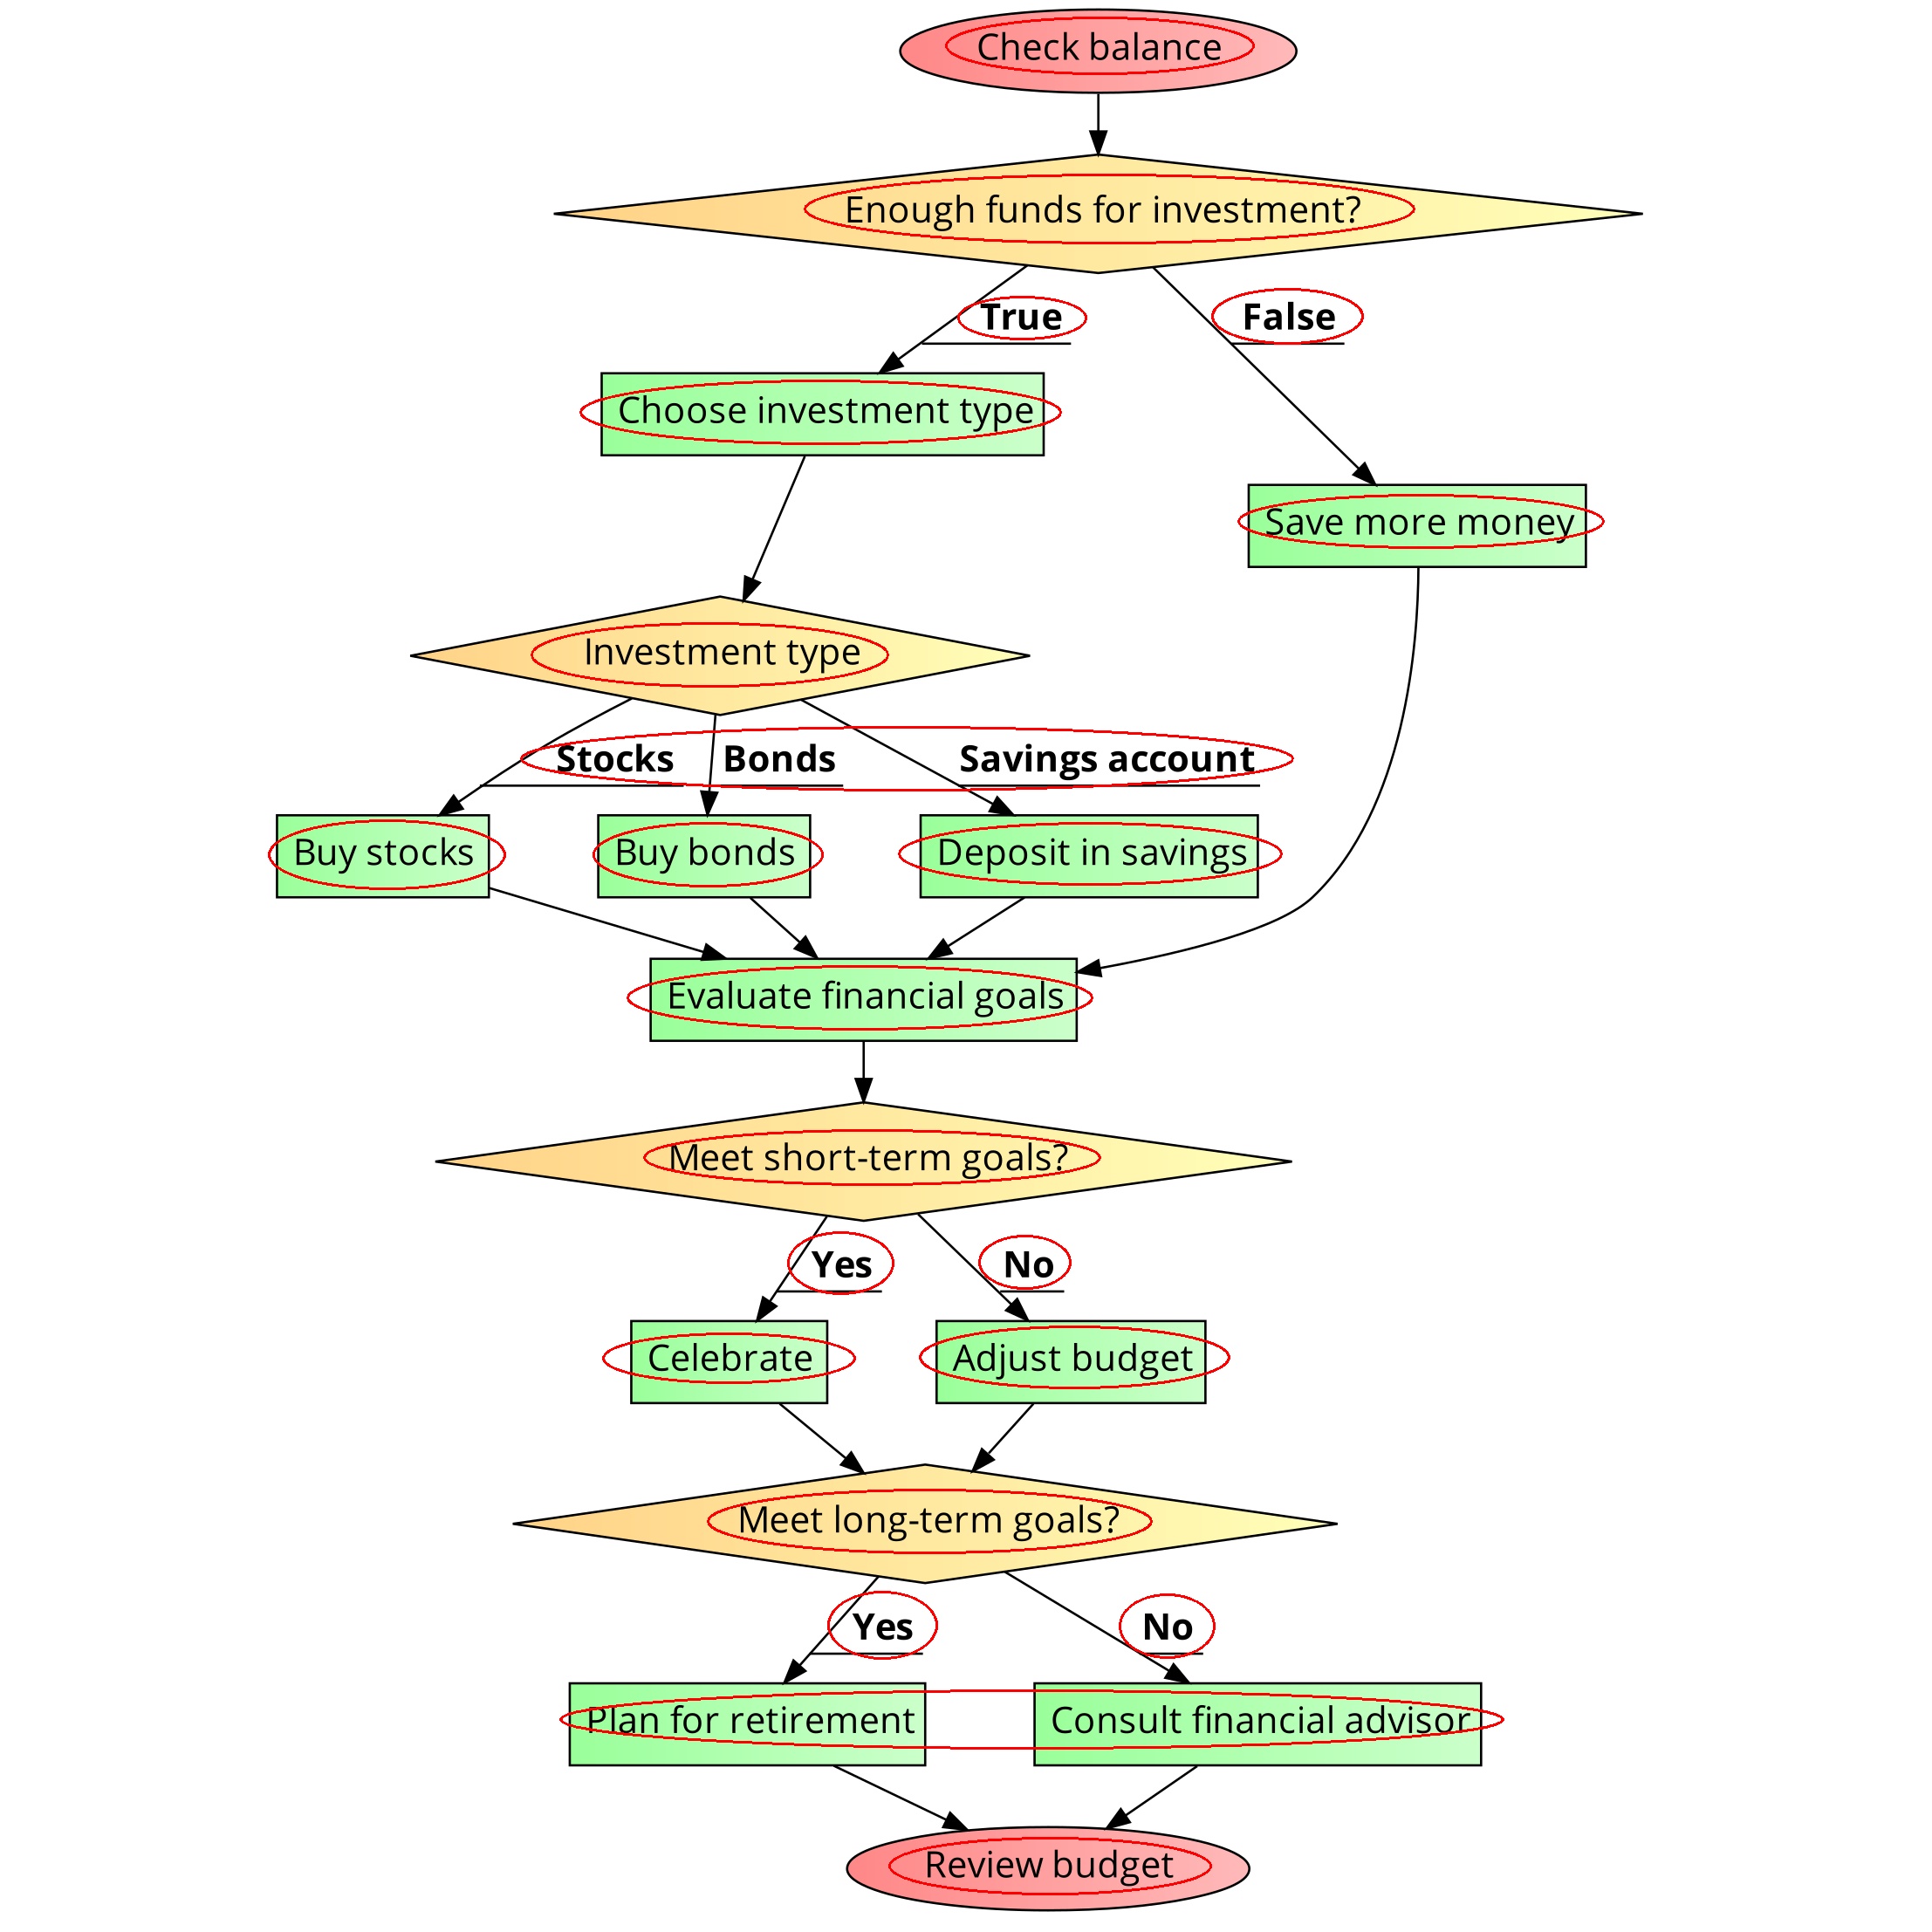 Check balance
Enough funds for investment?
True
False
Choose investment type
Save more money
Investment type
Stocks Bonds Savings account
Buy stocks
Buy bonds
Deposit in savings
Evaluate financial goals
Meet short-term goals?
Yes
No
Celebrate
Adjust budget
Meet long-term goals?
Yes
No
Plan for retirement Consult financial advisor
Review budget